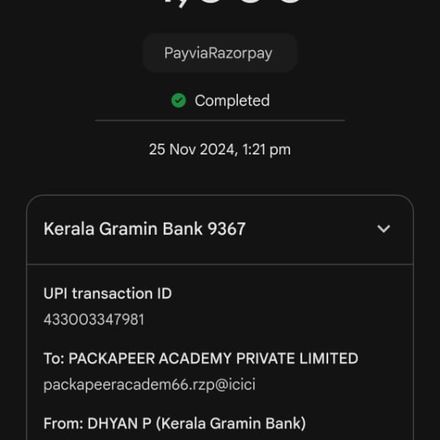 PayviaRazorpay
Completed
25 Nov 2024, 1:21 pm
Kerala Gramin Bank 9367
UPI transaction ID
433003347981
To: PACKAPEER ACADEMY PRIVATE LIMITED
packapeeracadem66.rzp@icici
From: DHYAN P (Kerala Gramin Bank)